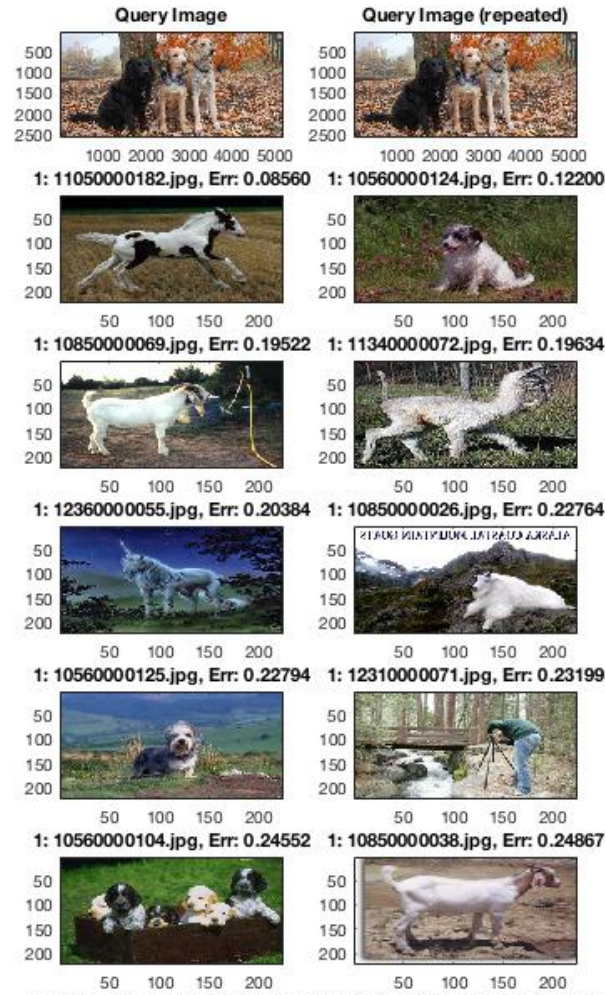 Query Image Query Image (repeated)
500 500
1000 1000
1500 1500
2000 2000
2500 2500
1000 2000 3000 4000 5000 1000 2000 3000 4000 5000
1: 11050000182.jpg, Err: 0.08560 1: 10560000124.jpg, Err: 0.12200
50 50
100 100
150 150
200 200
50 100 150 200 50 100 150 200
1: 10850000069.jpg, Err: 0.19522 1: 11340000072.jpg, Err: 0.19634
50 50
100 100
150 150
200 200
50 100 150 200 50 100 150 200
1: 12360000055.jpg, Err: 0.20384 1: 10850000026.jpg, Err: 0.22764
ALASKA COASTAL MOUNTAIN GOATS
50 50
100 100
150 150
200 200
50 100 150 200 50 100 150 200
1: 10560000125.jpg, Err: 0.22794 1: 12310000071.jpg, Err: 0.23199
50 50
100 100
150 150
200 200
50 100 150 200 50 100 150 200
1: 10560000104.jpg, Err: 0.24552 1: 10850000038.jpg, Err: 0.24867
50 50
100 100
150 150
200 200
50 100 150 200 50 100 150 200